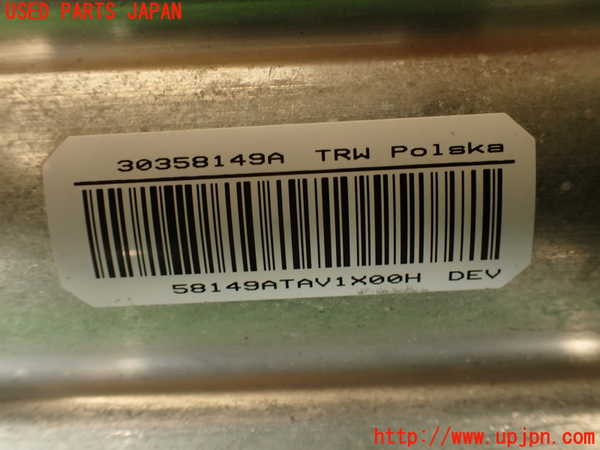 USED PARTS JAPAN
30358149A TRW Polska
58149ATAV1X00H DEV
http://www.upjpn.com/